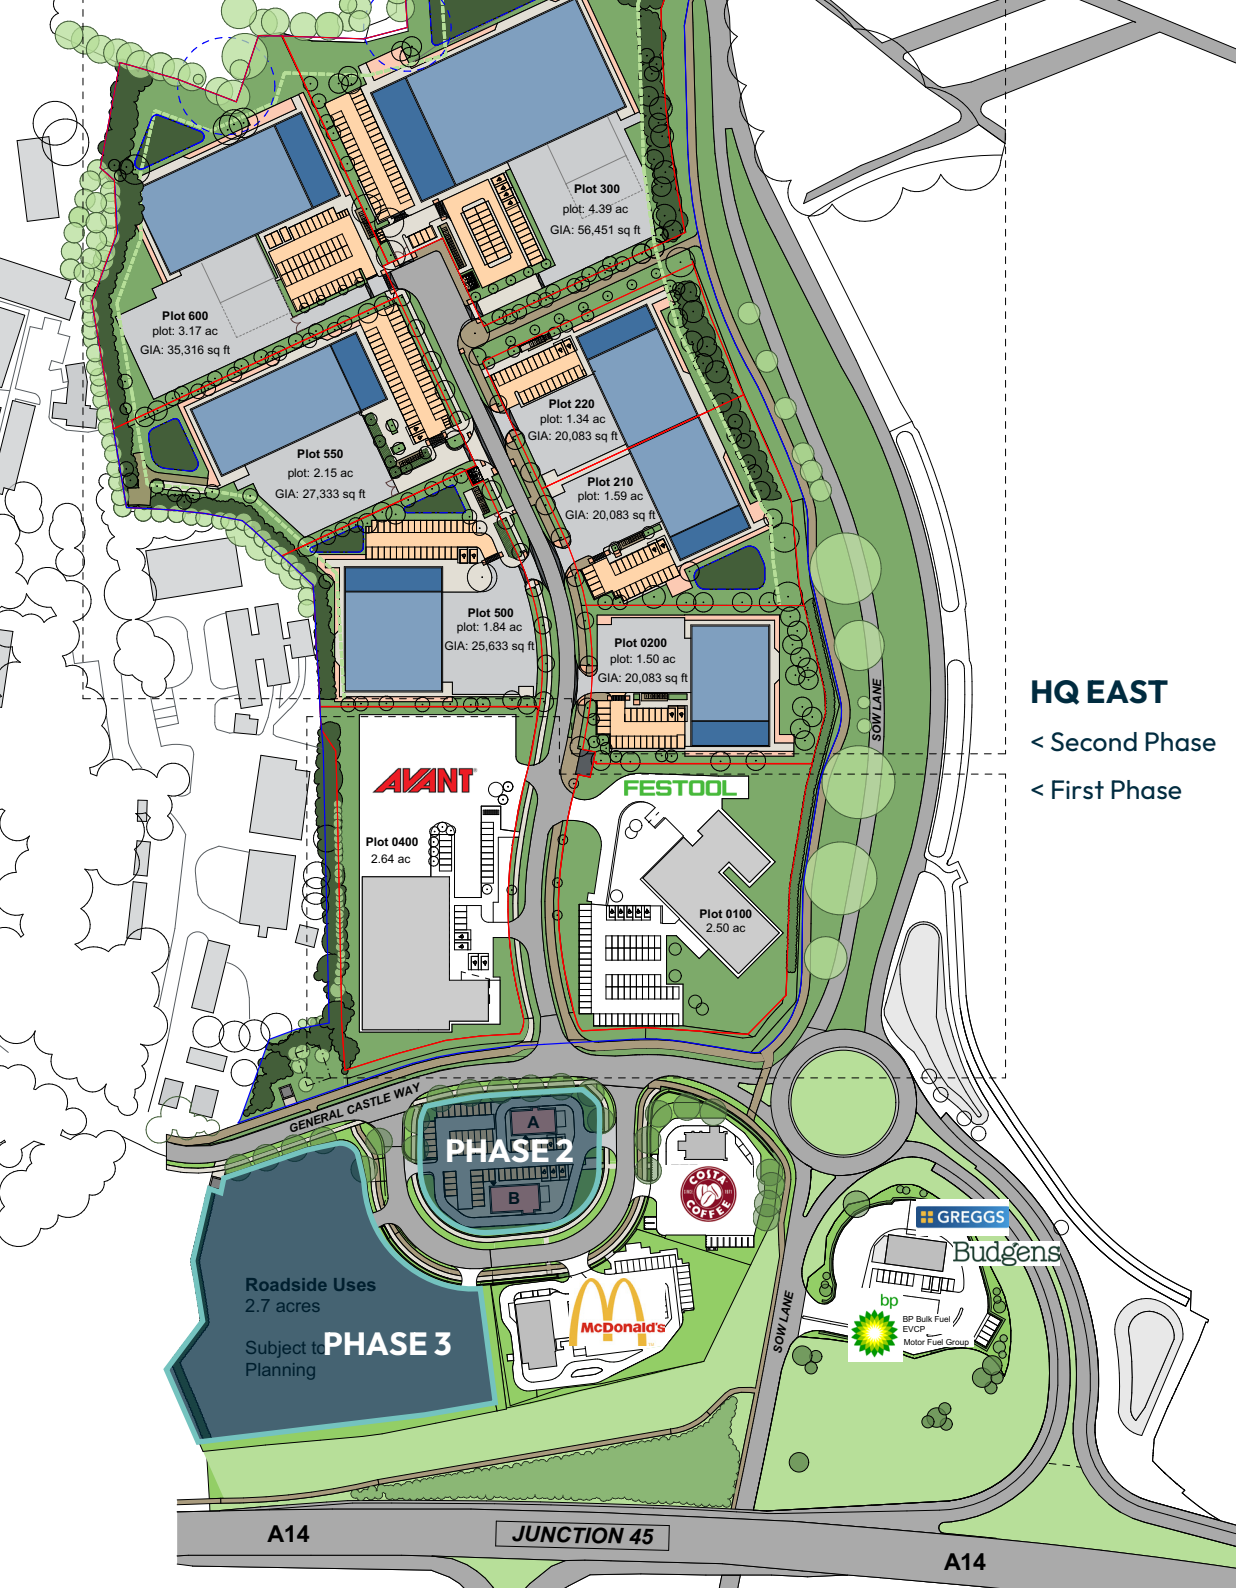 Plot 300
plot: 4.39 ac
GIA: 56,451 sq ft
Plot 600
plot: 3.17 ac
GIA: 35,316 sq ft
Plot 220
plot: 1.34 ac
GIA: 20,083 sq ft
Plot 550
plot: 2.15 ac
GIA: 27,333 sq ft
Plot 210
plot: 1.59 ac
GIA: 20,083 sq ft
Plot 500
plot: 1.84 ac
GIA: 25,633 sq ft
Plot 0200
plot: 1.50 ac
GIA: 20,083 sq ft
SOW LANE
HQ EAST
< Second Phase
< First Phase
AVANT
FESTOOL
Plot 0400
2.64 ac
Plot 0100
2.50 ac
GENERAL CASTLE WAY
A
PHASE 2
B
COSTA
COFFEE
GREGGS
Budgens
Roadside Uses
2.7 acres
Subject to
Planning
PHASE 3
McDonald's
SOW LANE
bp
BP Bulk Fuel
EVCP
Motor Fuel Group
A14
JUNCTION 45
A14